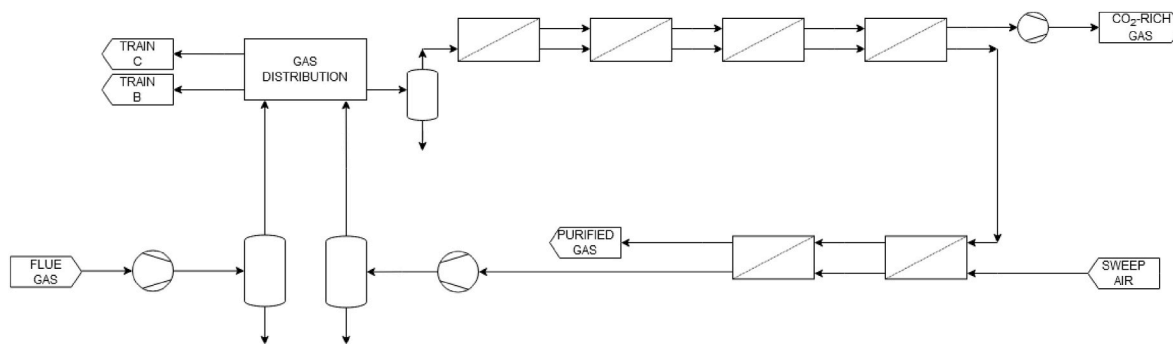 TRAIN
C
TRAIN
B
GAS
DISTRIBUTION
CO₂-RICH
GAS
PURIFIED
GAS
FLUE
GAS
SWEEP
AIR